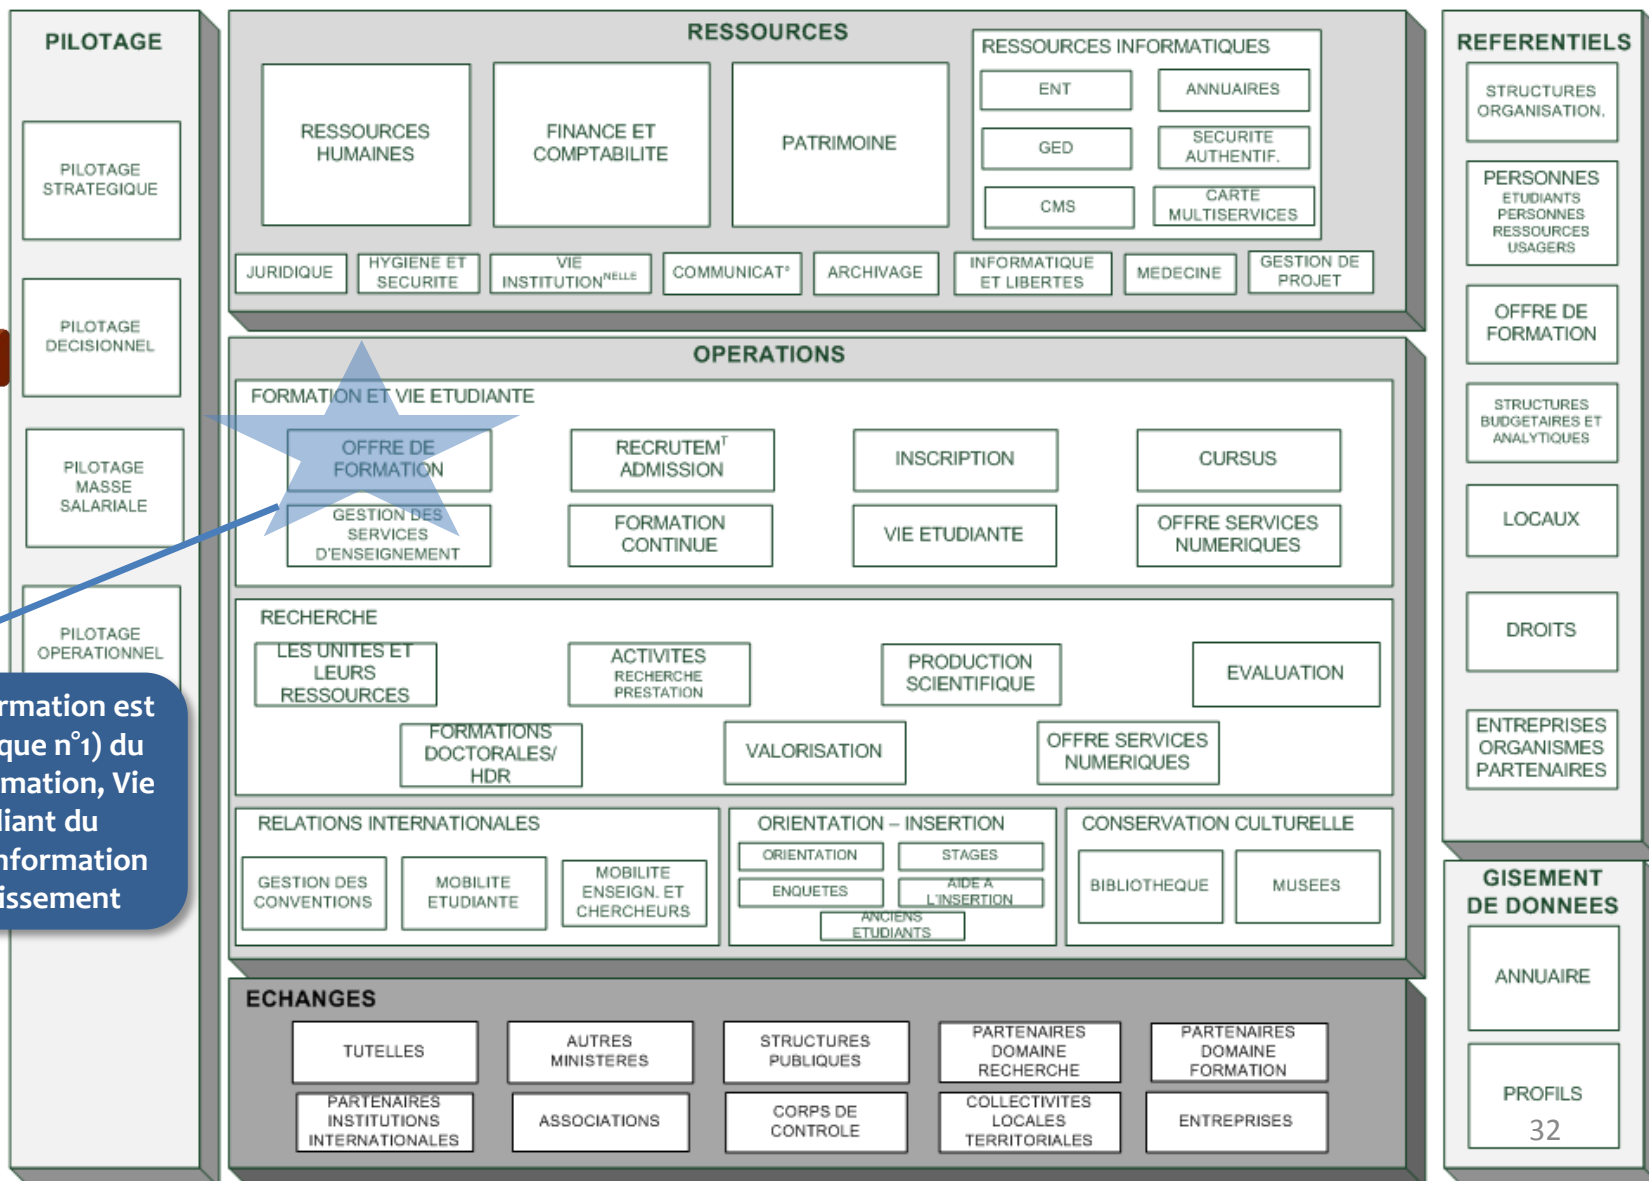 PILOTAGE
PILOTAGE
STRATEGIQUE
PILOTAGE
DECISIONNEL
PILOTAGE
MASSE
SALARIALE
PILOTAGE
OPERATIONNEL
rmation est
que n°1) du
mation, Vie
liant du
nformation
issement
RESSOURCES
RESSOURCES
HUMAINES
FINANCE ET
COMPTABILITE
PATRIMOINE
RESSOURCES INFORMATIQUES
ENT
ANNUAIRES
GED
SECURITE
AUTHENTIF.
CMS
CARTE
MULTISERVICES
JURIDIQUE
HYGIENE ET
SECURITE
VIE
INSTITUTIONNELLE
COMMUNICAT°
ARCHIVAGE
INFORMATIQUE
ET LIBERTES
MEDECINE
GESTION DE
PROJET
OPERATIONS
FORMATION ET VIE ETUDIANTE
OFFRE DE
FORMATION
RECRUTEMT
ADMISSION
INSCRIPTION
CURSUS
GESTION DES
SERVICES
D'ENSEIGNEMENT
FORMATION
CONTINUE
VIE ETUDIANTE
OFFRE SERVICES
NUMERIQUES
RECHERCHE
LES UNITES ET
LEURS
RESSOURCES
ACTIVITES
RECHERCHE
PRESTATION
PRODUCTION
SCIENTIFIQUE
EVALUATION
FORMATIONS
DOCTORALES/
HDR
VALORISATION
OFFRE SERVICES
NUMERIQUES
RELATIONS INTERNATIONALES
GESTION DES
CONVENTIONS
MOBILITE
ETUDIANTE
MOBILITE
ENSEIGN. ET
CHERCHEURS
ORIENTATION – INSERTION
ORIENTATION
STAGES
ENQUETES
AIDE A
L'INSERTION
ANCIENS
ETUDIANTS
CONSERVATION CULTURELLE
BIBLIOTHEQUE
MUSEES
ECHANGES
TUTELLES
AUTRES
MINISTERES
STRUCTURES
PUBLIQUES
PARTENAIRES
DOMAINE
RECHERCHE
PARTENAIRES
DOMAINE
FORMATION
PARTENAIRES
INSTITUTIONS
INTERNATIONALES
ASSOCIATIONS
CORPS DE
CONTROLE
COLLECTIVITES
LOCALES
TERRITORIALES
ENTREPRISES
REFERENTIELS
STRUCTURES
ORGANISATION.
PERSONNES
ETUDIANTS
PERSONNES
RESSOURCES
USAGERS
OFFRE DE
FORMATION
STRUCTURES
BUDGETAIRES ET
ANALYTIQUES
LOCAUX
DROITS
ENTREPRISES
ORGANISMES
PARTENAIRES
GISEMENT
DE DONNEES
ANNUAIRE
PROFILS
32